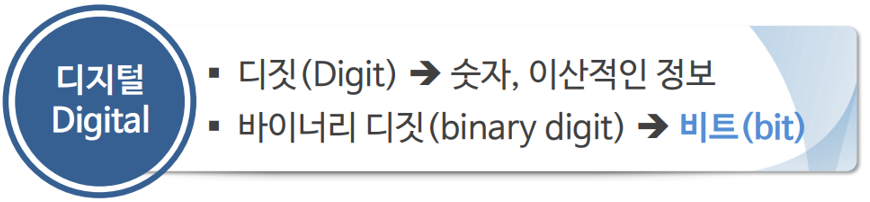 디지털
Digital
▪ 디짓(Digit) ➔ 숫자, 이산적인 정보
▪ 바이너리 디짓(binary digit) ➔ 비트(bit)